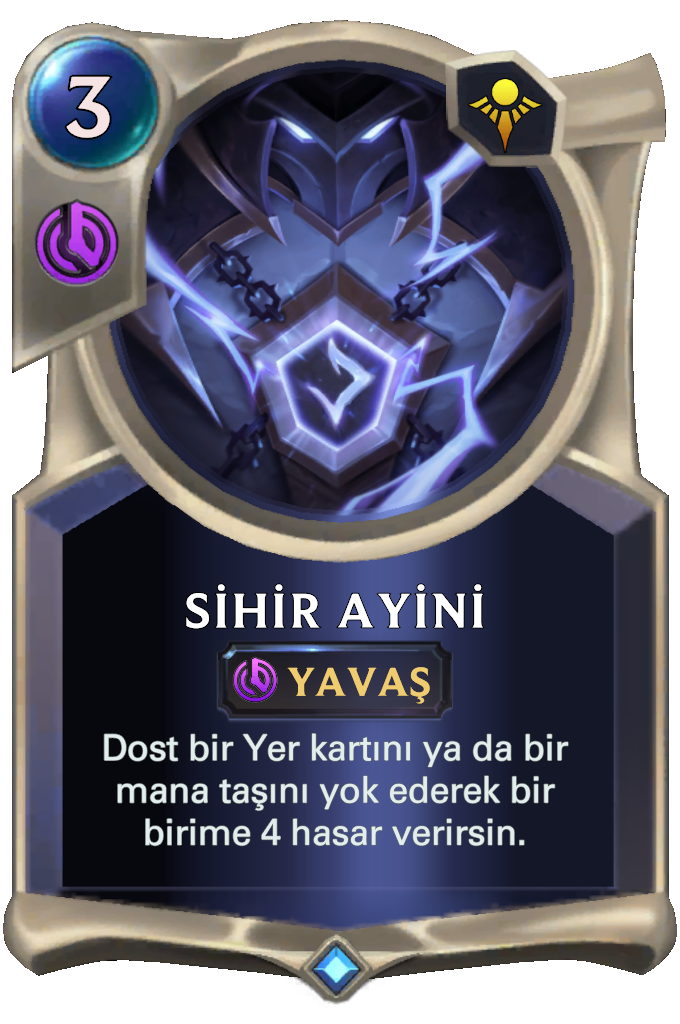 3
SİHİR AYİNİ
YAVAŞ
Dost bir Yer kartını ya da bir
mana taşını yok ederek bir
birime 4 hasar verirsin.